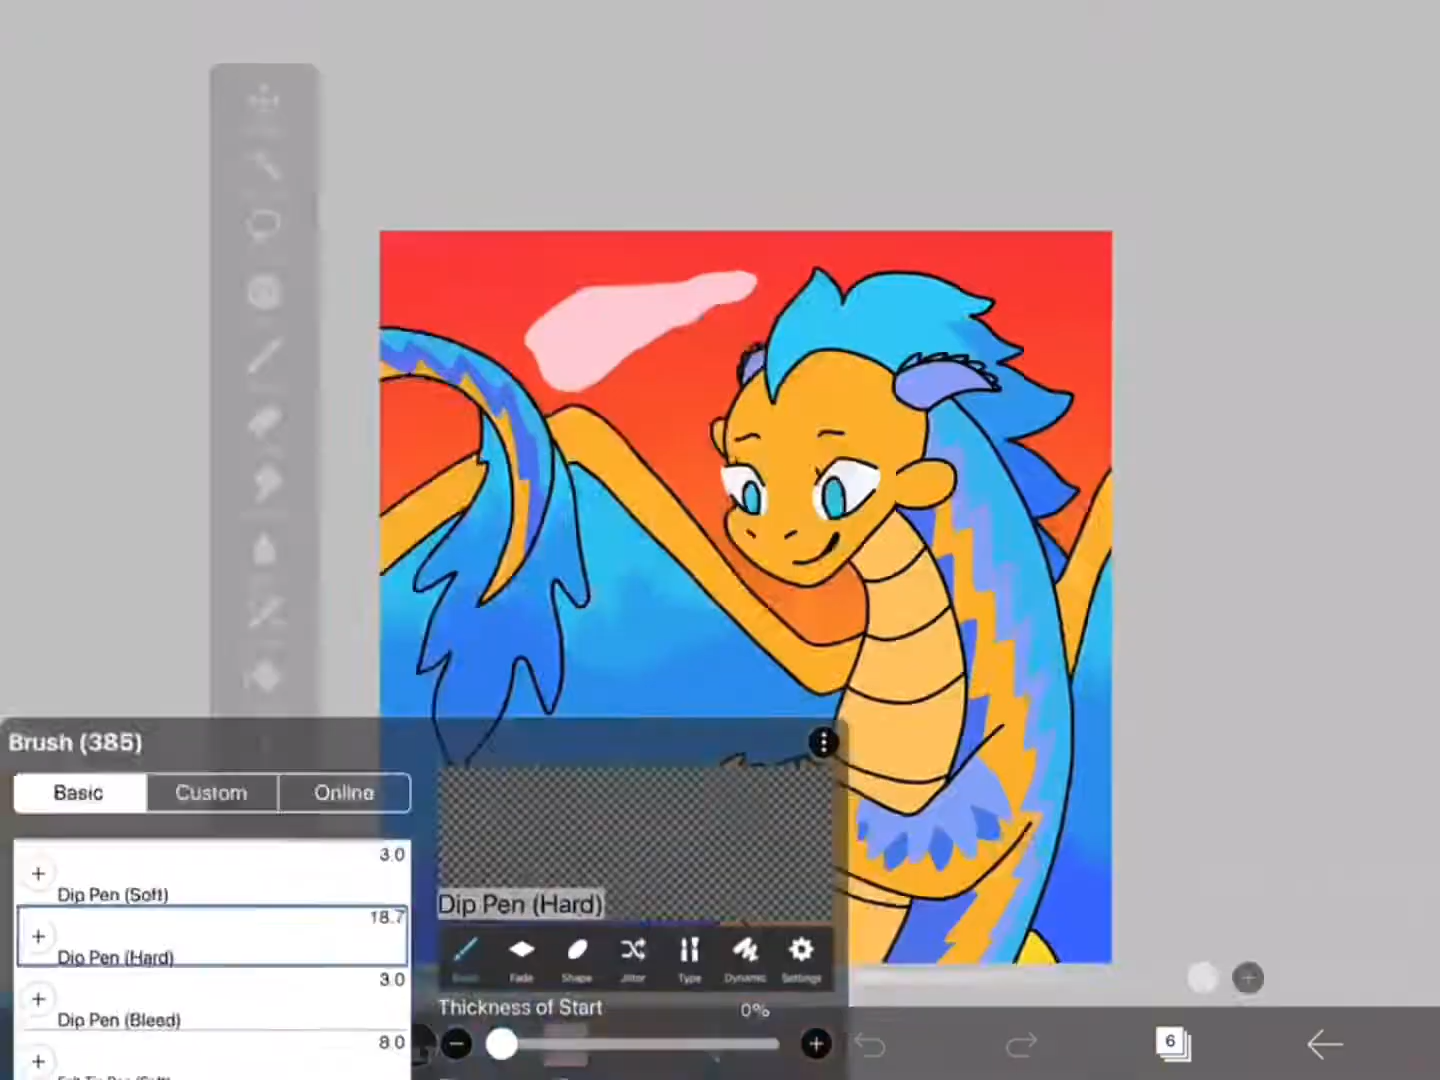 Brush (385)
Basic
Custom
Online
3.0
Dip Pen (Soft)
18.7
Dip Pen (Hard)
3.0
Dip Pen (Bleed)
8.0
Dip Pen (Hard)
Fade
Shape
Jitter
Type
Dynamic
Settings
Thickness of Start
0%
6